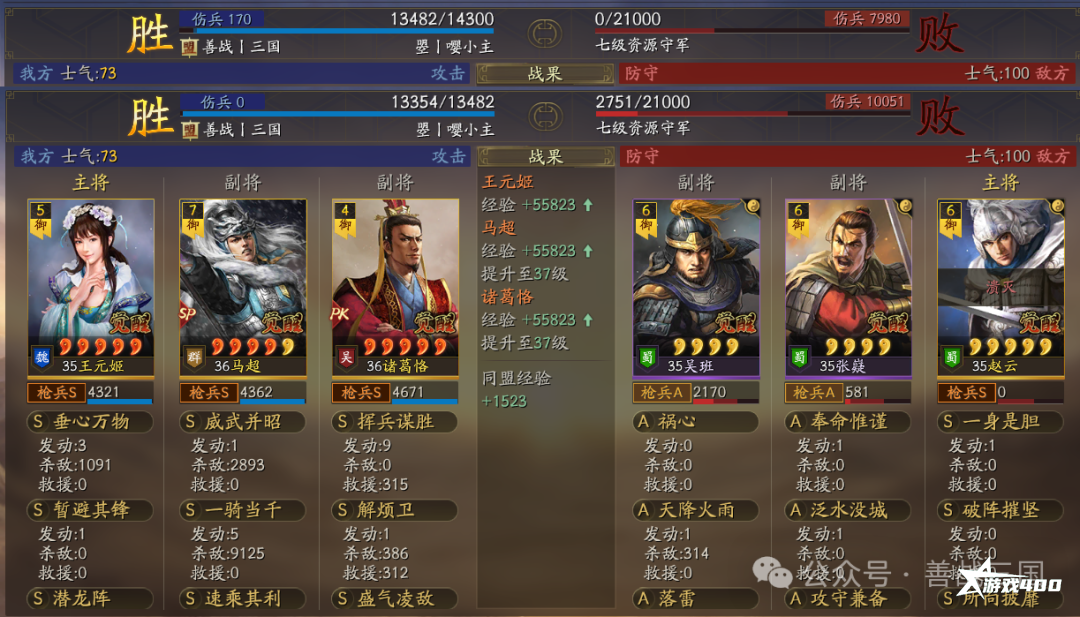 胜 伤兵 170 13482/14300 0/21000 伤兵 7980 败
盟 善战丨三国 曌丨嘤小主 七级资源守军
我方 士气:73 攻击 战果 防守 士气:100 敌方
胜 伤兵 0 13354/13482 2751/21000 伤兵 10051 败
盟 善战丨三国 曌丨嘤小主 七级资源守军
我方 士气:73 攻击 战果 防守 士气:100 敌方
主将
5
御
觉醒
魏 35王元姬
枪兵S 4321
S 垂心万物
发动:3
杀敌:1091
救援:0
S 暂避其锋
发动:1
杀敌:0
救援:0
S 潜龙阵
副将
7
御
SP
觉醒
群 36马超
枪兵S 4362
S 威武并昭
发动:1
杀敌:2893
救援:0
S 一骑当千
发动:5
杀敌:9125
救援:0
S 速乘其利
副将
4
御
PK
觉醒
吴 36诸葛恪
枪兵S 4671
S 挥兵谋胜
发动:9
杀敌:0
救援:315
S 解烦卫
发动:1
杀敌:386
救援:312
S 盛气凌敌
王元姬
经验 +55823
马超
经验 +55823
提升至37级
诸葛恪
经验 +55823
提升至37级
同盟经验
+1523
副将
6
御
觉醒
蜀 35吴班
枪兵A 2170
A 祸心
发动:0
杀敌:0
救援:0
A 天降火雨
发动:1
杀敌:314
救援:0
A 落雷
副将
6
御
觉醒
蜀 35张嶷
枪兵A 581
A 奉命惟谨
发动:1
杀敌:0
救援:0
A 泛水没城
发动:1
杀敌:0
救援:0
A 攻守兼备
主将
6
御
溃灭
觉醒
蜀 35赵云
枪兵S 0
S 一身是胆
发动:1
杀敌:0
救援:0
S 破阵摧坚
发动:0
杀敌:0
救援:0
S 所向披靡
公众号 · 善战三国
游戏400